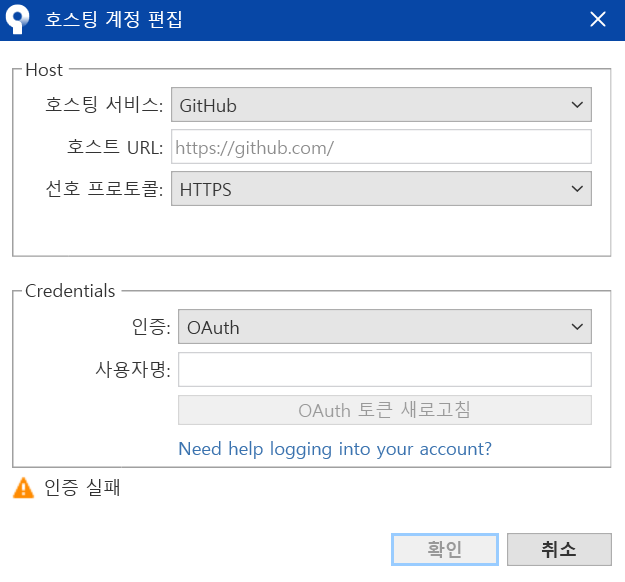 호스팅 계정 편집
Host
호스팅 서비스: GitHub
호스트 URL: https://github.com/
선호 프로토콜: HTTPS
Credentials
인증: OAuth
사용자명:
OAuth 토큰 새로고침
Need help logging into your account?
인증 실패
확인 취소